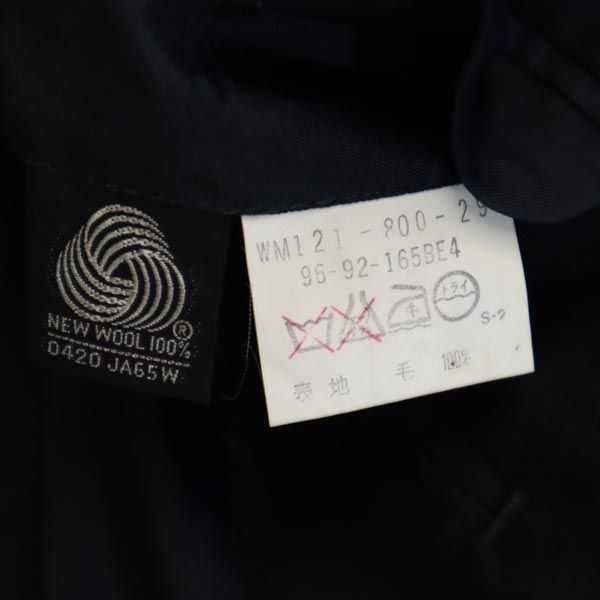 NEW WOOL 100%
®
0420 JA65W
WM121-800-29
96-92-165BE4
中
ドライ
S-2
表地 毛 100%